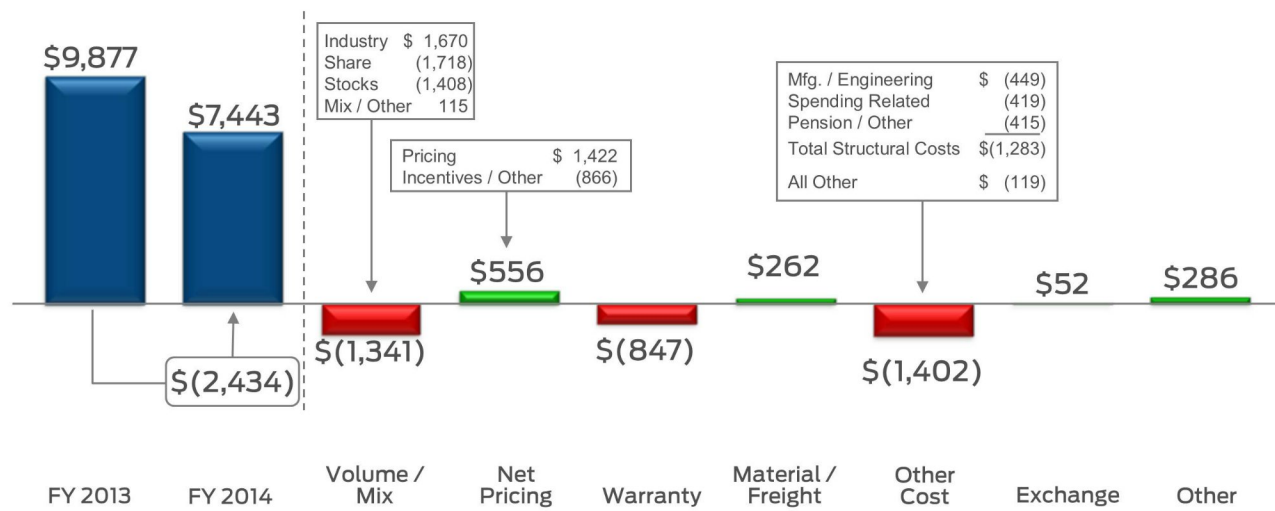 $9,877
$7,443
$(2,434)
Industry $ 1,670
Share (1,718)
Stocks (1,408)
Mix / Other 115
Pricing $ 1,422
Incentives / Other (866)
Mfg. / Engineering $ (449)
Spending Related (419)
Pension / Other (415)
Total Structural Costs $(1,283)
All Other $ (119)
$(1,341)
$556
$(847)
$262
$(1,402)
$52
$286
FY 2013
FY 2014
Volume /
Mix
Net
Pricing
Warranty
Material /
Freight
Other
Cost
Exchange
Other